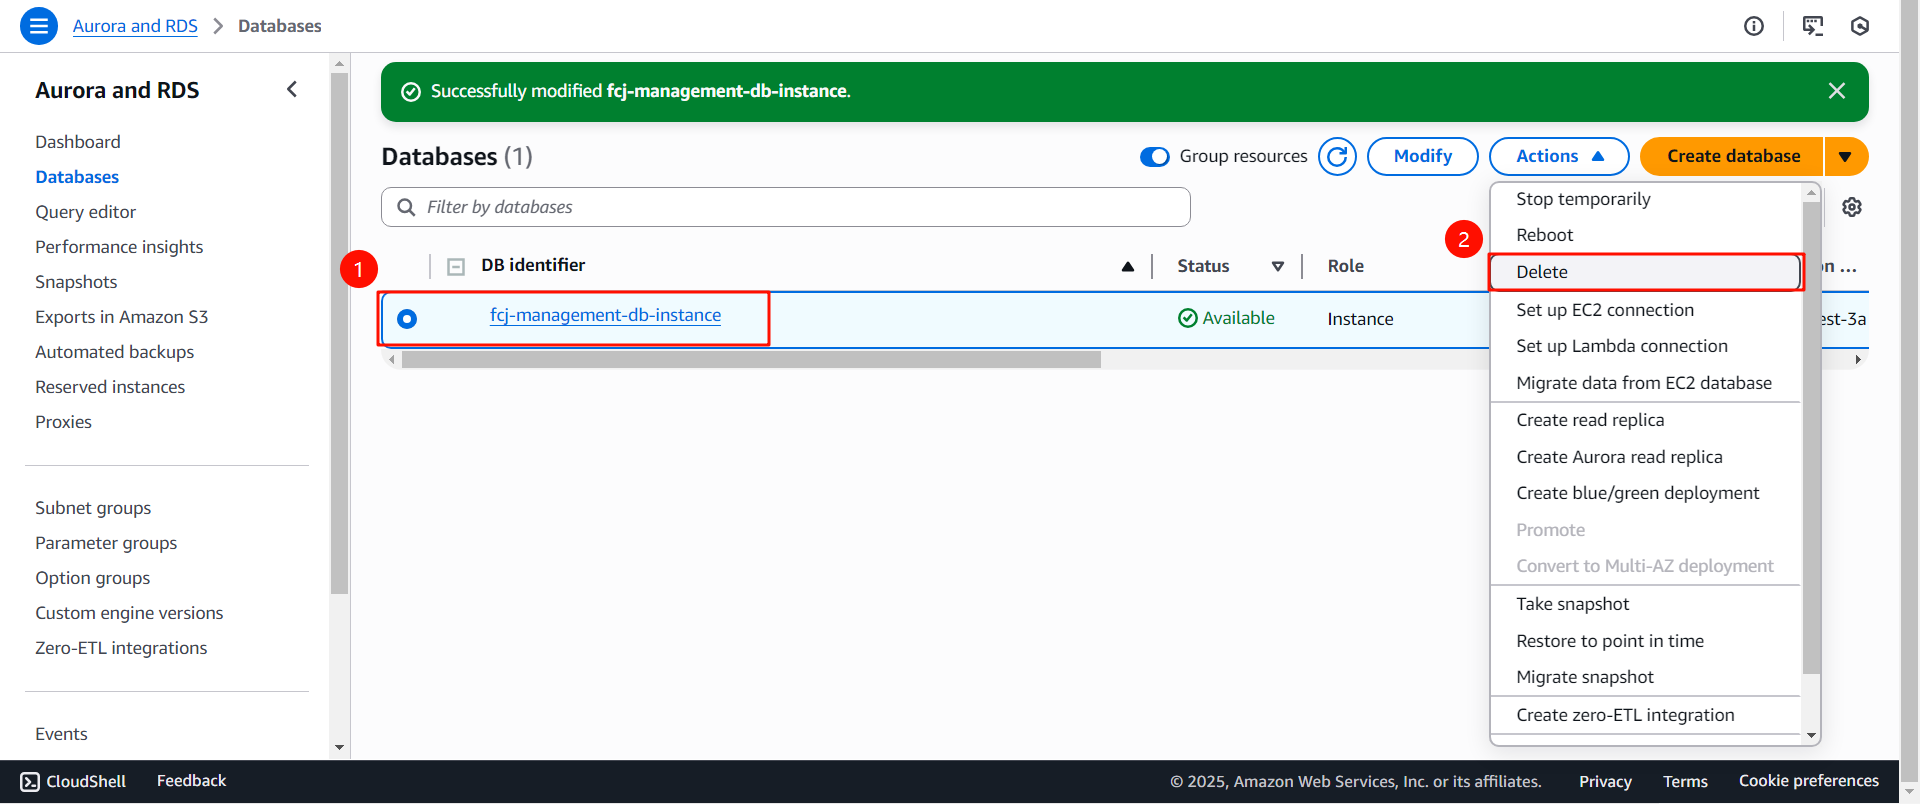 Aurora and RDS > Databases
Aurora and RDS
Dashboard
Databases
Query editor
Performance insights
Snapshots
Exports in Amazon S3
Automated backups
Reserved instances
Proxies
Subnet groups
Parameter groups
Option groups
Custom engine versions
Zero-ETL integrations
Events
Successfully modified fcj-management-db-instance.
Databases (1)
Group resources
Modify
Actions
Create database
Filter by databases
1
DB identifier
Status
Role
on ...
fcj-management-db-instance
Available
Instance
est-3a
2
Stop temporarily
Reboot
Delete
Set up EC2 connection
Set up Lambda connection
Migrate data from EC2 database
Create read replica
Create Aurora read replica
Create blue/green deployment
Promote
Convert to Multi-AZ deployment
Take snapshot
Restore to point in time
Migrate snapshot
Create zero-ETL integration
CloudShell
Feedback
© 2025, Amazon Web Services, Inc. or its affiliates.
Privacy
Terms
Cookie preferences